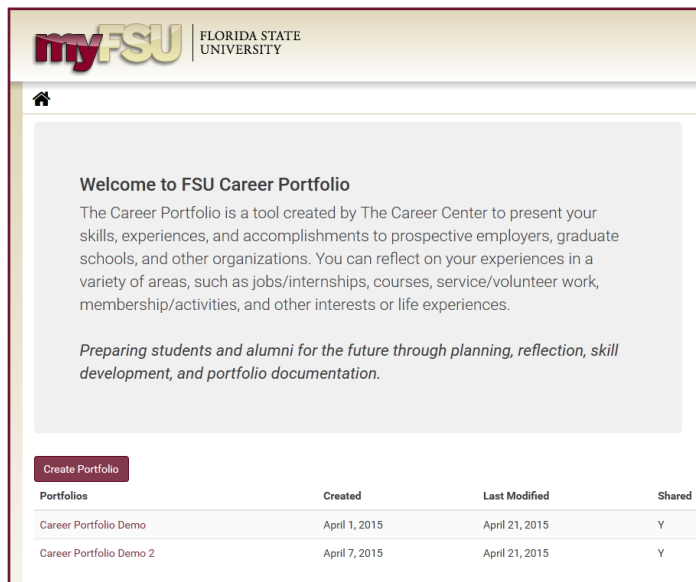 myFSU
FLORIDA STATE
UNIVERSITY
Welcome to FSU Career Portfolio
The Career Portfolio is a tool created by The Career Center to present your
skills, experiences, and accomplishments to prospective employers, graduate
schools, and other organizations. You can reflect on your experiences in a
variety of areas, such as jobs/internships, courses, service/volunteer work,
membership/activities, and other interests or life experiences.
Preparing students and alumni for the future through planning, reflection, skill
development, and portfolio documentation.
Create Portfolio
Portfolios Created Last Modified Shared
Career Portfolio Demo April 1, 2015 April 21, 2015 Y
Career Portfolio Demo 2 April 7, 2015 April 21, 2015 Y